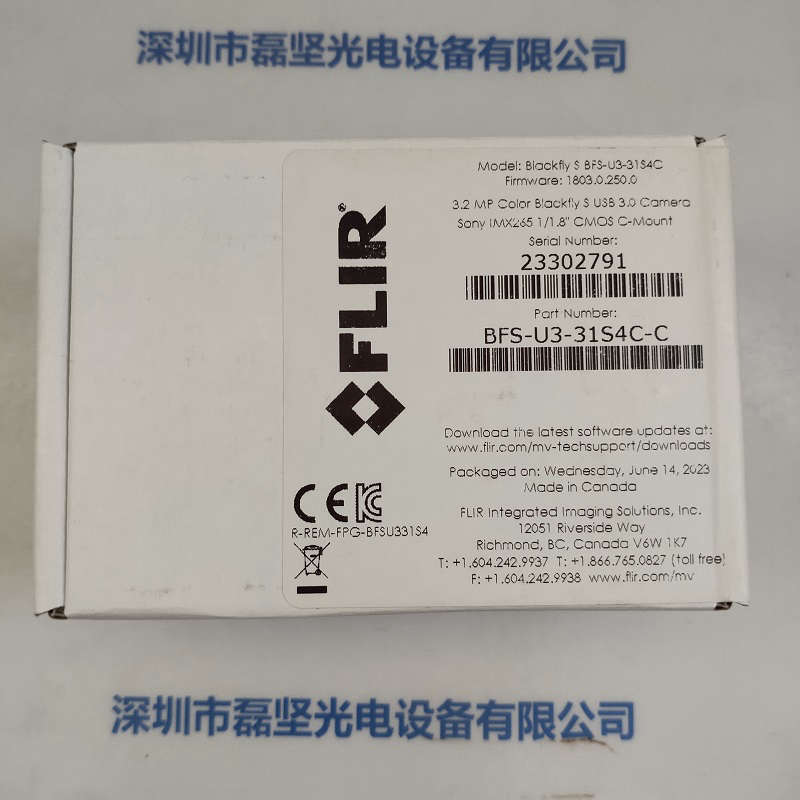 深圳市磊坚光电设备有限公司
Model: Blackfly S BFS-U3-31S4C
Firmware: 1803.0.250.0
3.2 MP Color Blackfly S USB 3.0 Camera
Sony IMX265 1/1.8" CMOS C-Mount
Serial Number:
23302791
Part Number:
BFS-U3-31S4C-C
FLIR®
Download the latest software updates at:
www.flir.com/mv-techsupport/downloads
Packaged on: Wednesday, June 14, 2023
Made in Canada
CE
R-REM-FPG-BFSU331S4
FLIR Integrated Imaging Solutions, Inc.
12051 Riverside Way
Richmond, BC, Canada V6W 1K7
T: +1.604.242.9937 T: +1.866.765.0827 (toll free)
F: +1.604.242.9938 www.flir.com/mv
深圳市磊坚光电设备有限公司